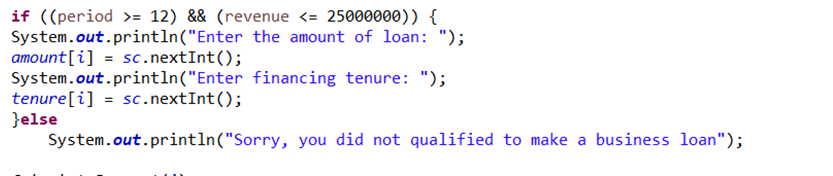 if ((period >= 12) && (revenue <= 25000000)) {
System.out.println("Enter the amount of loan: ");
amount[i] = sc.nextInt();
System.out.println("Enter financing tenure: ");
tenure[i] = sc.nextInt();
}else
System.out.println("Sorry, you did not qualified to make a business loan");